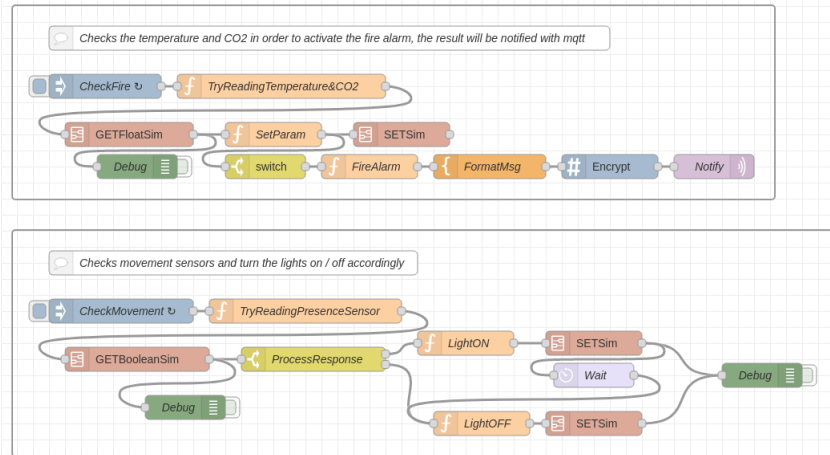 Checks the temperature and CO2 in order to activate the fire alarm, the result will be notified with mqtt
CheckFire ↻
TryReadingTemperature&CO2
GETFloatSim
SetParam
SETSim
Debug
switch
FireAlarm
FormatMsg
Encrypt
Notify
Checks movement sensors and turn the lights on / off accordingly
CheckMovement ↻
TryReadingPresenceSensor
LightON
SETSim
GETBooleanSim
ProcessResponse
Wait
Debug
Debug
LightOFF
SETSim